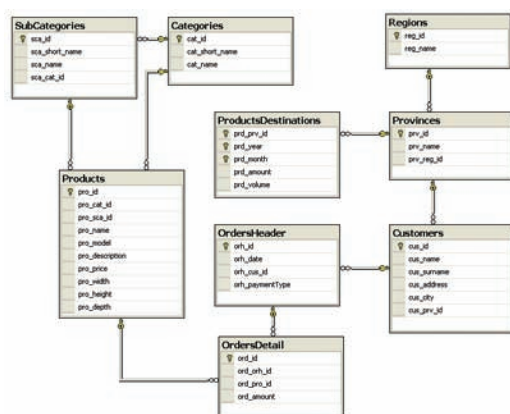 SubCategories
sca_id
sca_short_name
sca_name
sca_cat_id
Categories
cat_id
cat_short_name
cat_name
Regions
reg_id
reg_name
ProductsDestinations
prd_prv_id
prd_year
prd_month
prd_amount
prd_volume
Provinces
prv_id
prv_name
prv_reg_id
Products
pro_id
pro_cat_id
pro_sca_id
pro_name
pro_model
pro_description
pro_price
pro_width
pro_height
pro_depth
OrdersHeader
orh_id
orh_date
orh_cus_id
orh_paymentType
Customers
cus_id
cus_name
cus_surname
cus_address
cus_city
cus_prv_id
OrdersDetail
ord_id
ord_orh_id
ord_pro_id
ord_amount